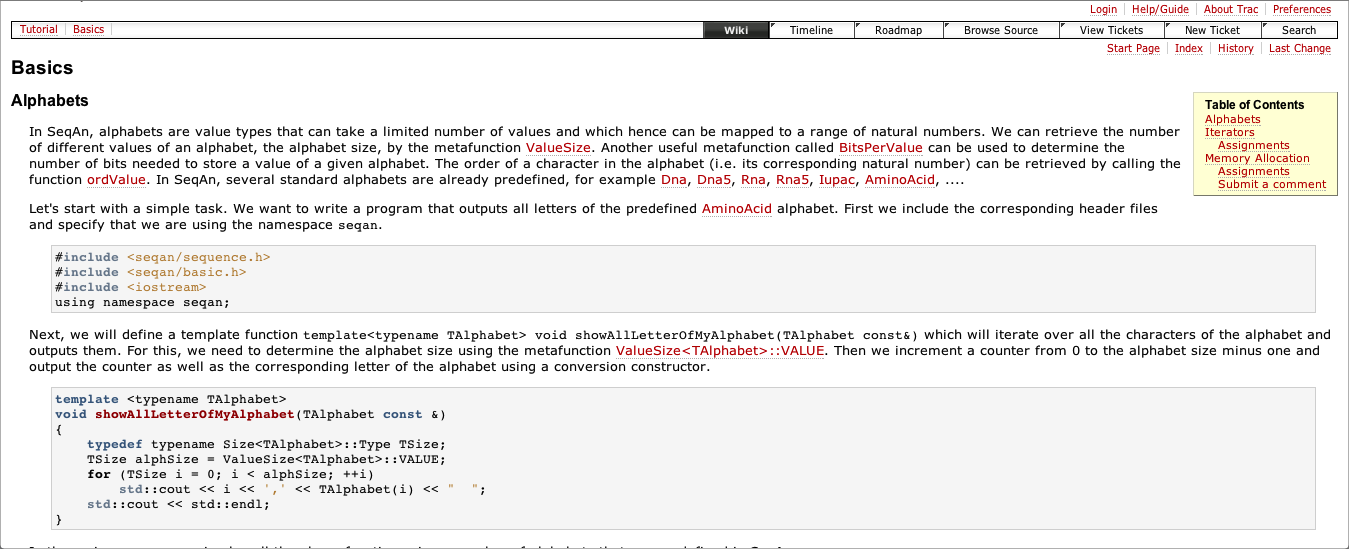 Login Help/Guide About Trac Preferences
Tutorial Basics Wiki Timeline Roadmap Browse Source View Tickets New Ticket Search
Start Page Index History Last Change
Basics
Alphabets
Table of Contents
Alphabets
Iterators
Assignments
Memory Allocation
Assignments
Submit a comment
In SeqAn, alphabets are value types that can take a limited number of values and which hence can be mapped to a range of natural numbers. We can retrieve the number
of different values of an alphabet, the alphabet size, by the metafunction ValueSize. Another useful metafunction called BitsPerValue can be used to determine the
number of bits needed to store a value of a given alphabet. The order of a character in the alphabet (i.e. its corresponding natural number) can be retrieved by calling the
function ordValue. In SeqAn, several standard alphabets are already predefined, for example Dna, Dna5, Rna, Rna5, Iupac, AminoAcid, ....
Let's start with a simple task. We want to write a program that outputs all letters of the predefined AminoAcid alphabet. First we include the corresponding header files
and specify that we are using the namespace seqan.
#include <seqan/sequence.h>
#include <seqan/basic.h>
#include <iostream>
using namespace seqan;
Next, we will define a template function template<typename TAlphabet> void showAllLetterOfMyAlphabet(TAlphabet const&) which will iterate over all the characters of the alphabet and
outputs them. For this, we need to determine the alphabet size using the metafunction ValueSize<TAlphabet>::VALUE. Then we increment a counter from 0 to the alphabet size minus one and
output the counter as well as the corresponding letter of the alphabet using a conversion constructor.
template <typename TAlphabet>
void showAllLetterOfMyAlphabet(TAlphabet const &)
{
    typedef typename Size<TAlphabet>::Type TSize;
    TSize alphSize = ValueSize<TAlphabet>::VALUE;
    for (TSize i = 0; i < alphSize; ++i)
        std::cout << i << ',' << TAlphabet(i) << "  ";
    std::cout << std::endl;
}